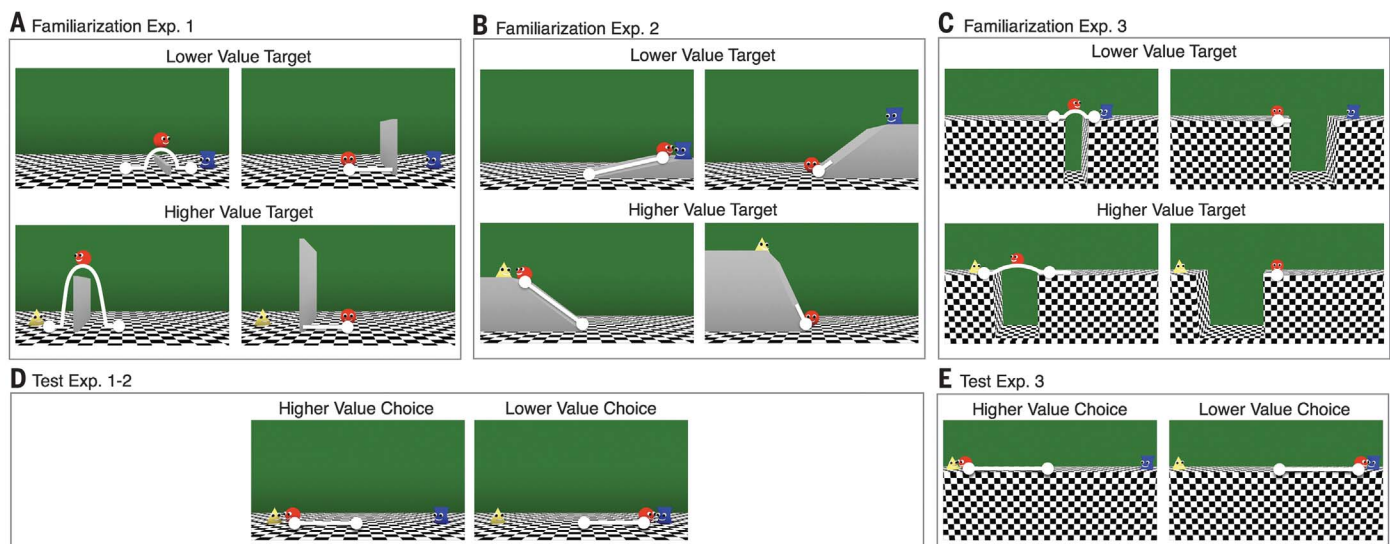 A Familiarization Exp. 1
Lower Value Target
Higher Value Target
B Familiarization Exp. 2
Lower Value Target
Higher Value Target
C Familiarization Exp. 3
Lower Value Target
Higher Value Target
D Test Exp. 1-2
Higher Value Choice Lower Value Choice
E Test Exp. 3
Higher Value Choice Lower Value Choice